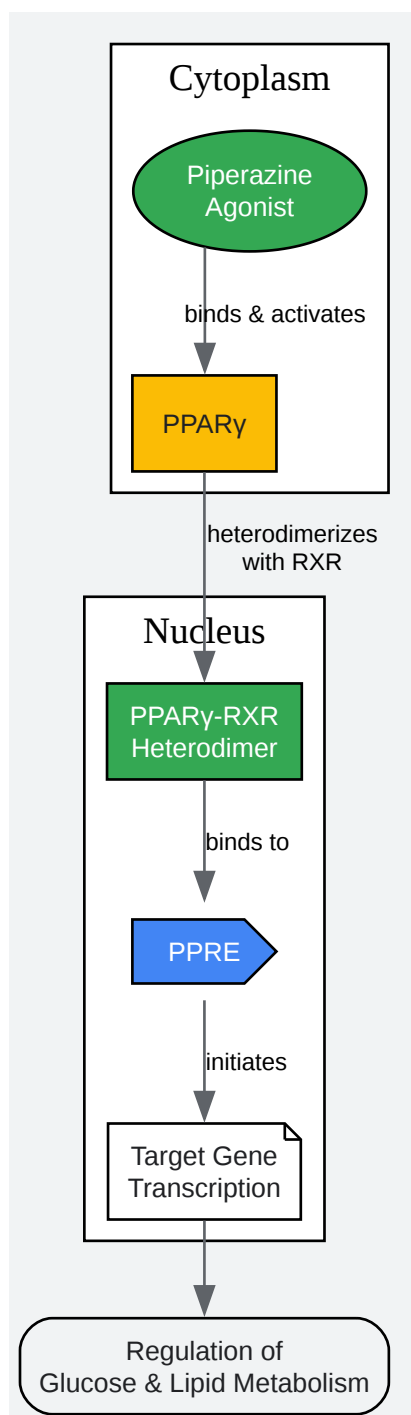 Cytoplasm
Piperazine
Agonist
binds & activates
PPARγ
heterodimerizes
with RXR
Nucleus
PPARγ-RXR
Heterodimer
binds to
PPRE
initiates
Target Gene
Transcription
Regulation of
Glucose & Lipid Metabolism